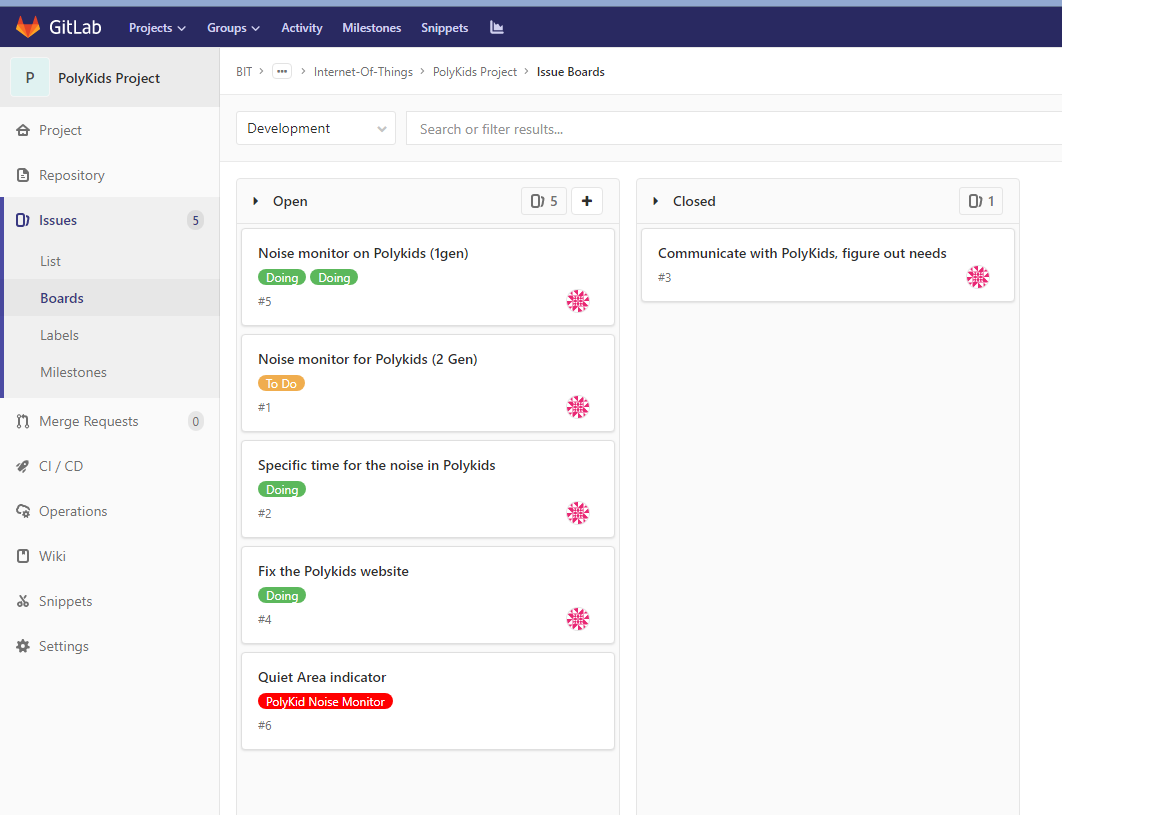 GitLab Projects Groups Activity Milestones Snippets
P PolyKids Project
BIT > ••• > Internet-Of-Things > PolyKids Project > Issue Boards
Project
Repository
Issues 5
List
Boards
Labels
Milestones
Merge Requests 0
CI / CD
Operations
Wiki
Snippets
Settings
Development
Search or filter results...
Open 5 +
Noise monitor on Polykids (1gen)
Doing Doing
#5
Noise monitor for Polykids (2 Gen)
To Do
#1
Specific time for the noise in Polykids
Doing
#2
Fix the Polykids website
Doing
#4
Quiet Area indicator
PolyKid Noise Monitor
#6
Closed 1
Communicate with PolyKids, figure out needs
#3